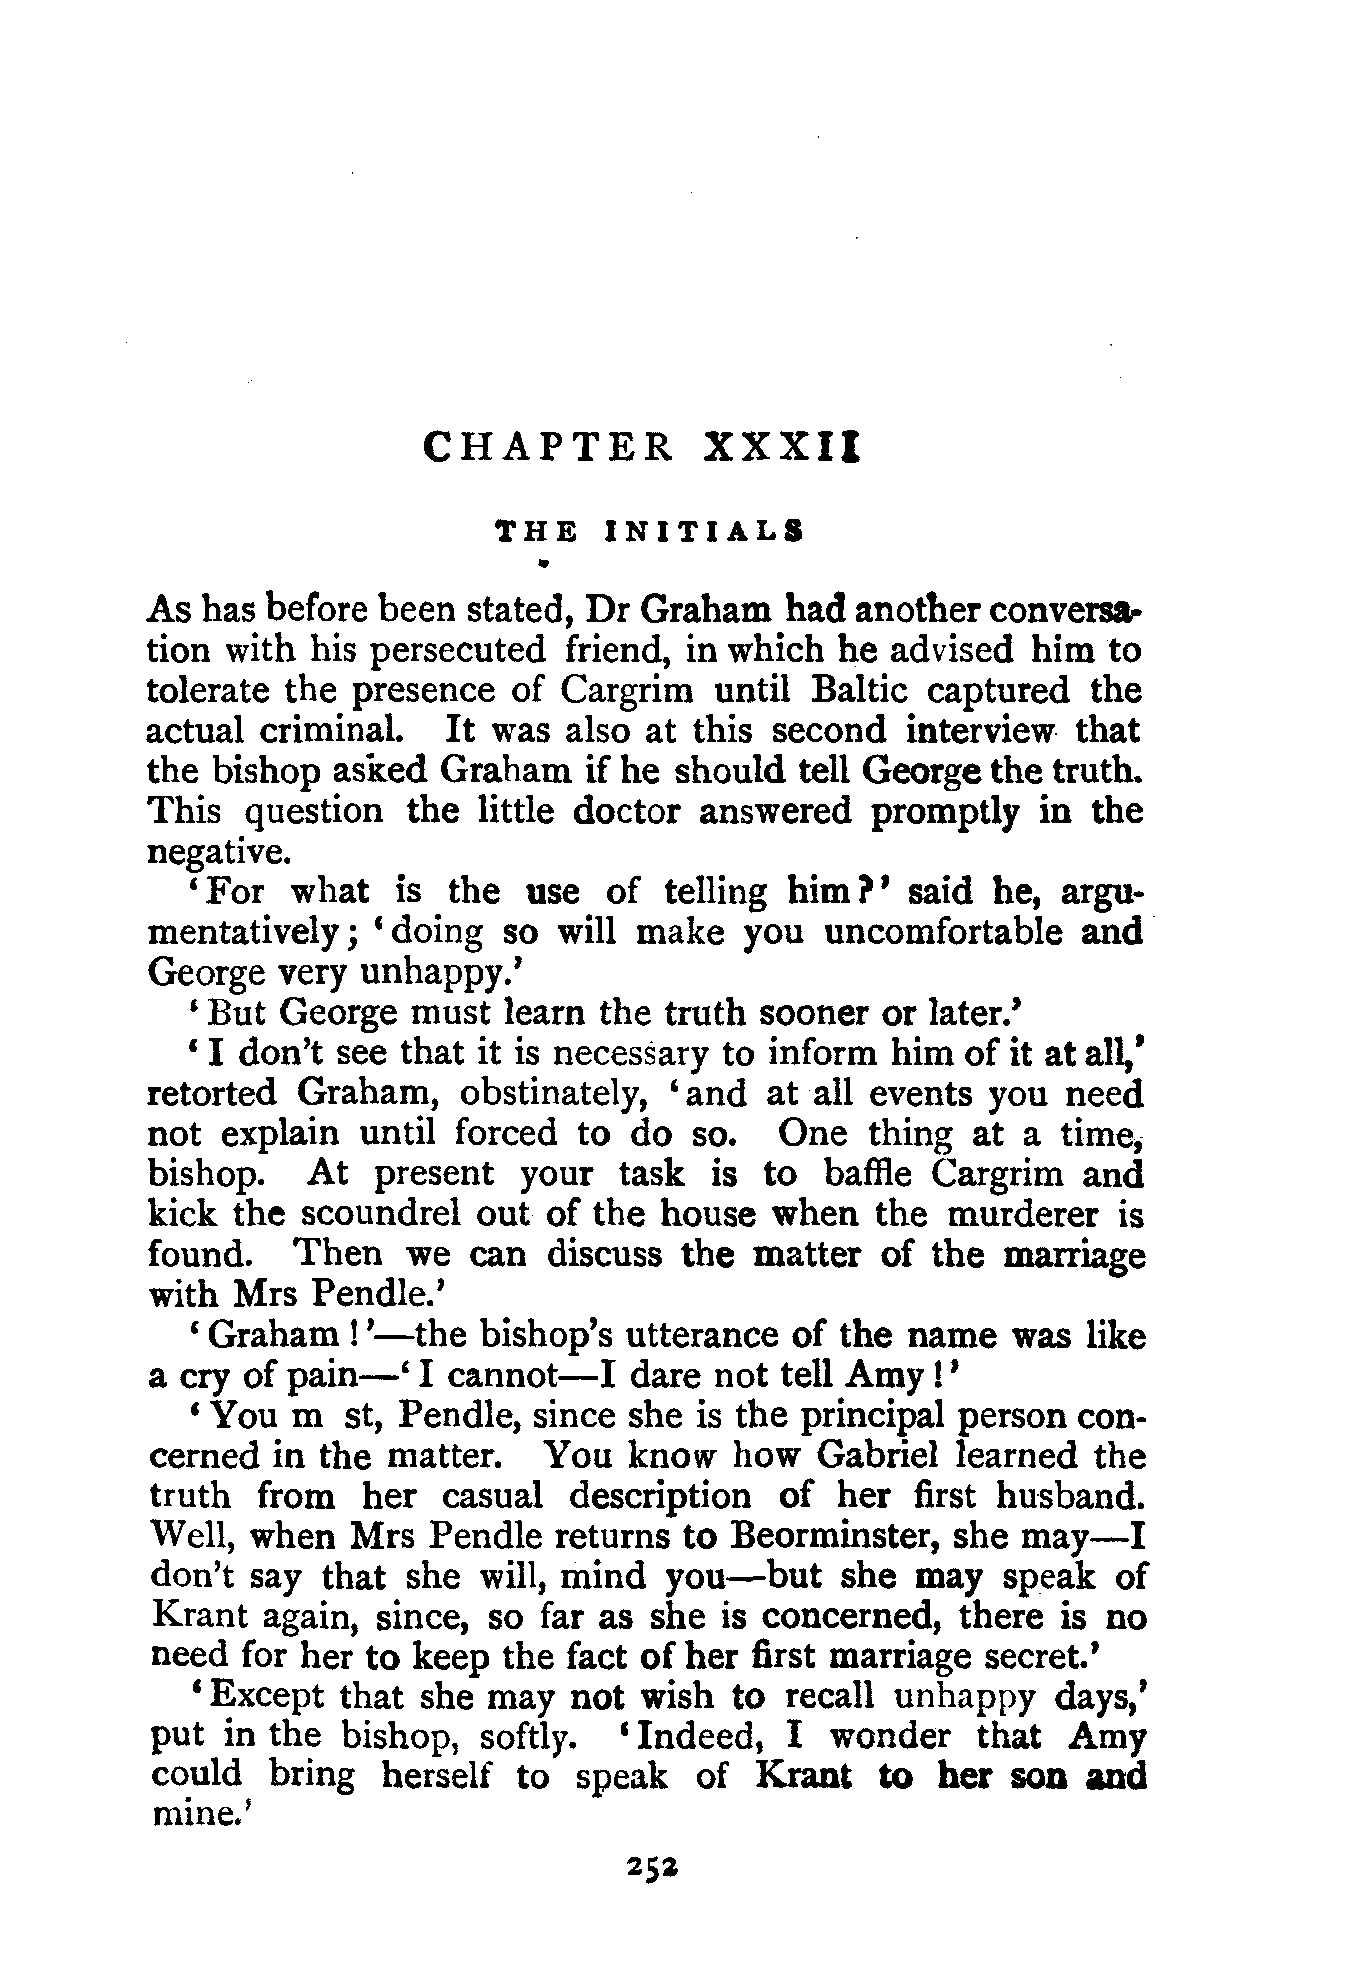 CHAPTER XXXII
THE INITIALS
As has before been stated, Dr Graham had another conversa-
tion with his persecuted friend, in which he advised him to
tolerate the presence of Cargrim until Baltic captured the
actual criminal. It was also at this second interview that
the bishop asked Graham if he should tell George the truth.
This question the little doctor answered promptly in the
negative.
‘For what is the use of telling him?’ said he, argu-
mentatively; ‘doing so will make you uncomfortable and
George very unhappy.’
‘But George must learn the truth sooner or later.’
‘I don’t see that it is necessary to inform him of it at all,’
retorted Graham, obstinately, ‘and at all events you need
not explain until forced to do so. One thing at a time,
bishop. At present your task is to baffle Cargrim and
kick the scoundrel out of the house when the murderer is
found. Then we can discuss the matter of the marriage
with Mrs Pendle.’
‘Graham!’—the bishop’s utterance of the name was like
a cry of pain—‘I cannot—I dare not tell Amy!’
‘You m st, Pendle, since she is the principal person con-
cerned in the matter. You know how Gabriel learned the
truth from her casual description of her first husband.
Well, when Mrs Pendle returns to Beorminster, she may—I
don’t say that she will, mind you—but she may speak of
Krant again, since, so far as she is concerned, there is no
need for her to keep the fact of her first marriage secret.’
‘Except that she may not wish to recall unhappy days,’
put in the bishop, softly. ‘Indeed, I wonder that Amy
could bring herself to speak of Krant to her son and
mine.’
252